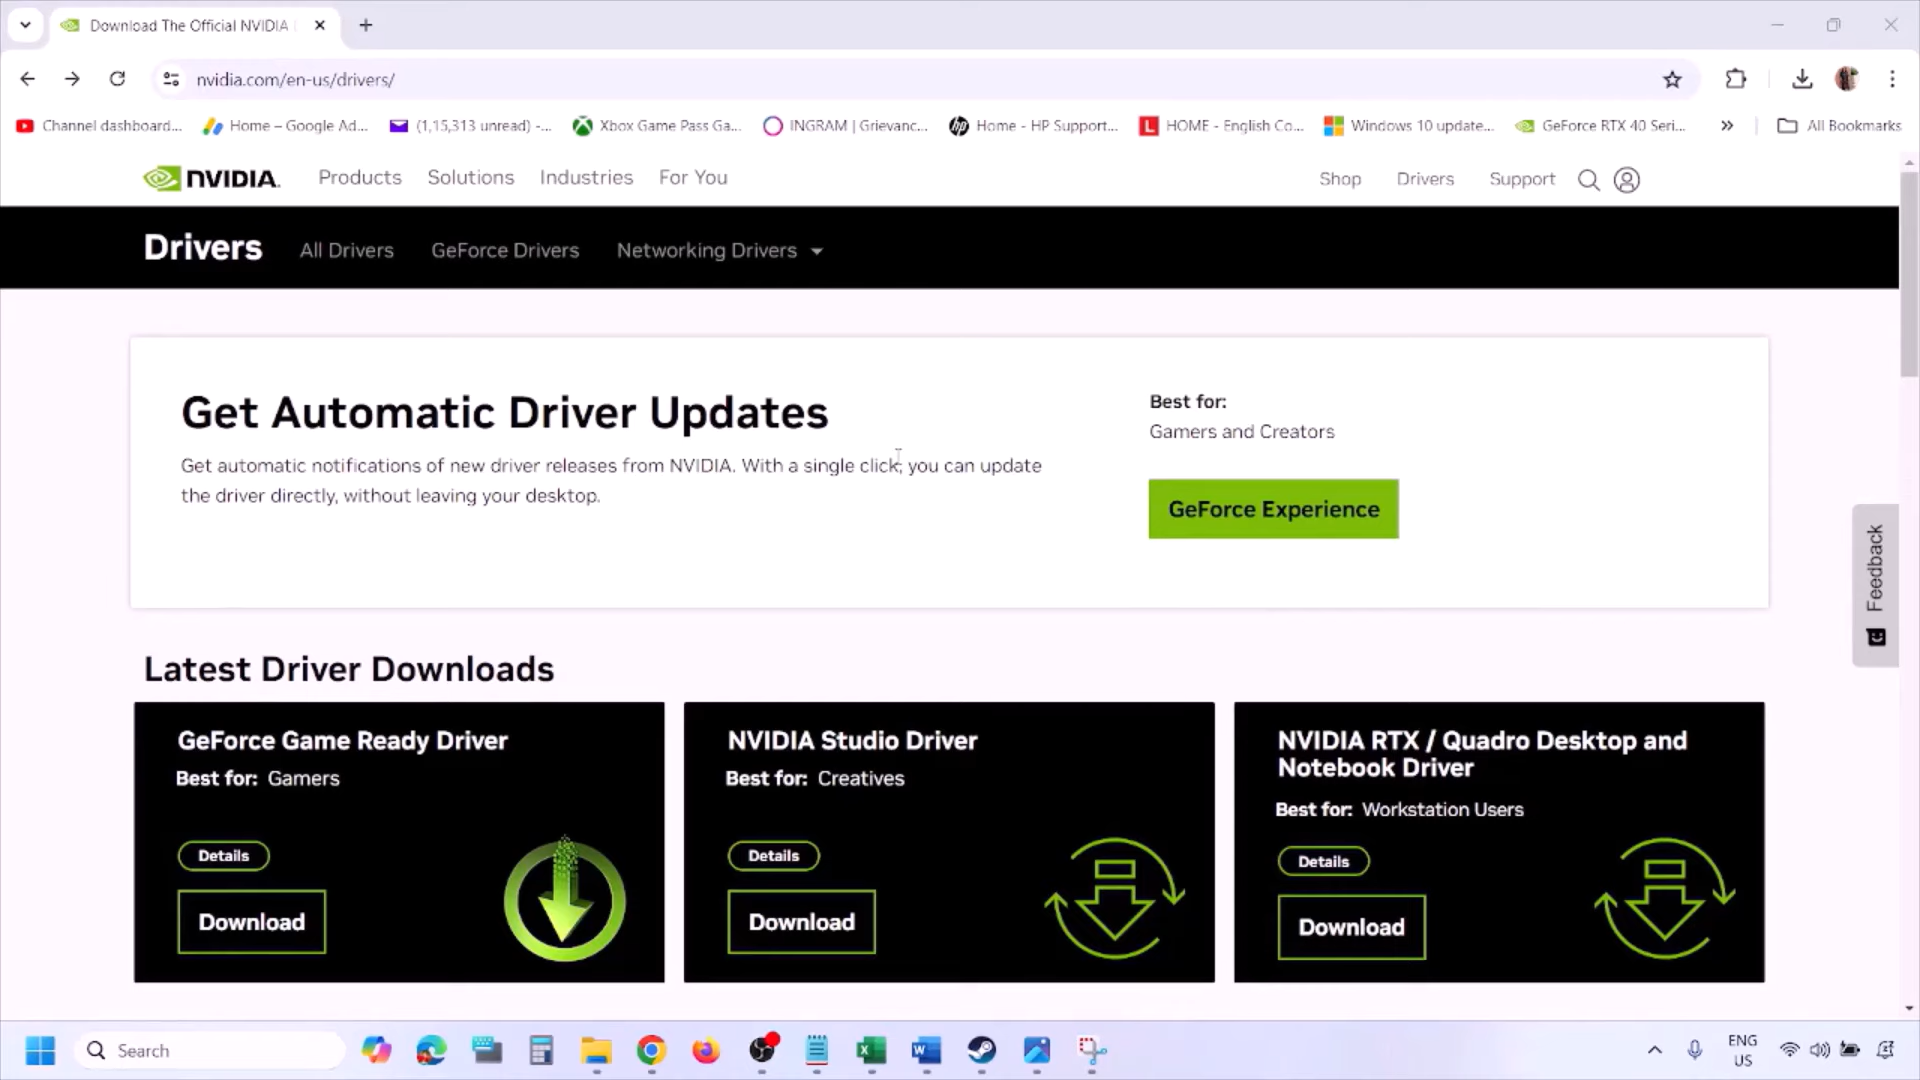 Download The Official NVIDIA
nvidia.com/en-us/drivers/
Channel dashboard...
Home – Google Ad...
(1,15,313 unread) -...
Xbox Game Pass Ga...
INGRAM | Grievanc...
Home - HP Support...
HOME - English Co...
Windows 10 update...
GeForce RTX 40 Seri...
All Bookmarks
NVIDIA.
Products
Solutions
Industries
For You
Shop
Drivers
Support
Drivers
All Drivers
GeForce Drivers
Networking Drivers
Get Automatic Driver Updates
Get automatic notifications of new driver releases from NVIDIA. With a single click, you can update
the driver directly, without leaving your desktop.
Best for:
Gamers and Creators
GeForce Experience
Feedback
Latest Driver Downloads
GeForce Game Ready Driver
Best for: Gamers
Details
Download
NVIDIA Studio Driver
Best for: Creatives
Details
Download
NVIDIA RTX / Quadro Desktop and
Notebook Driver
Best for: Workstation Users
Details
Download
Search
ENG
US